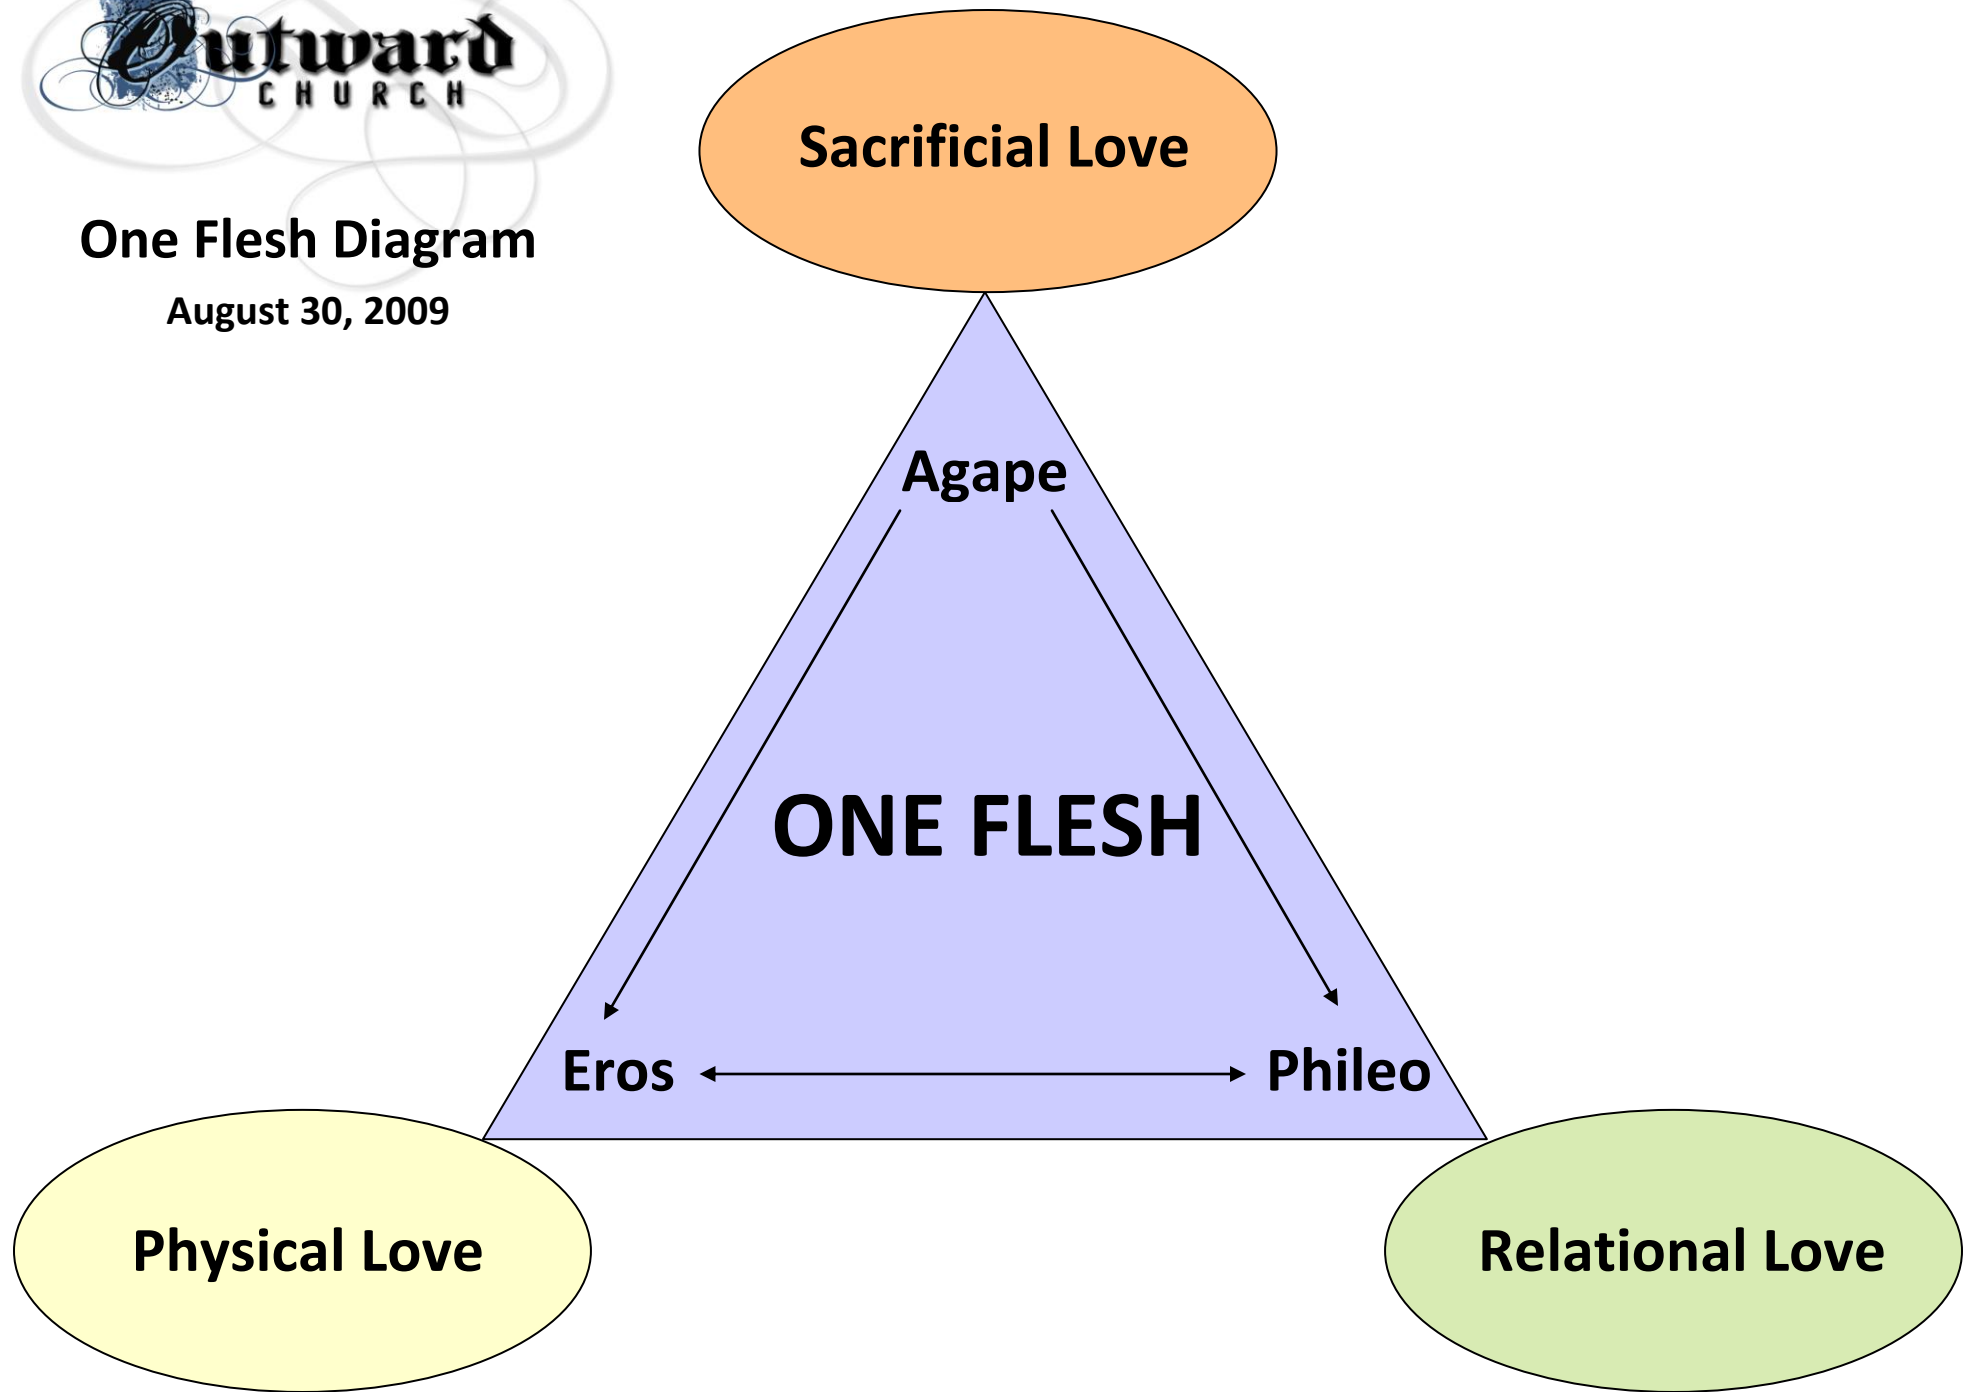 Outward
CHURCH
One Flesh Diagram
August 30, 2009
Sacrificial Love
Agape
ONE FLESH
Eros
Phileo
Physical Love
Relational Love